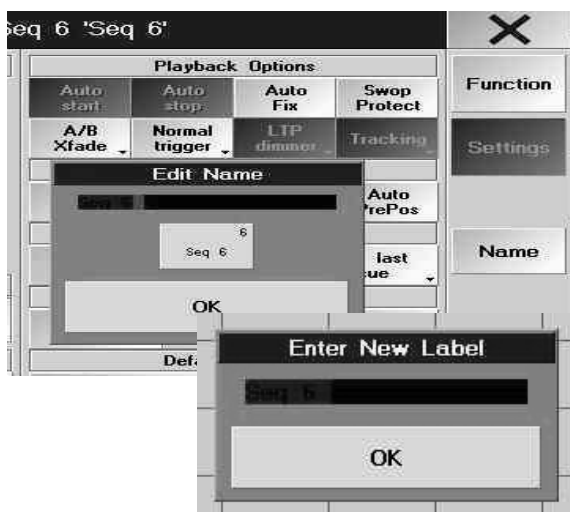 Seq 6 'Seq 6'
Playback Options
Auto start
Auto stop
Auto Fix
Swop Protect
Function
A/B Xfade
Normal trigger
LTP dimmer
Tracking
Settings
Edit Name
Seq 6
Auto PrePos
6
Seq 6
last
Name
OK
Enter New Label
Seq 6
OK